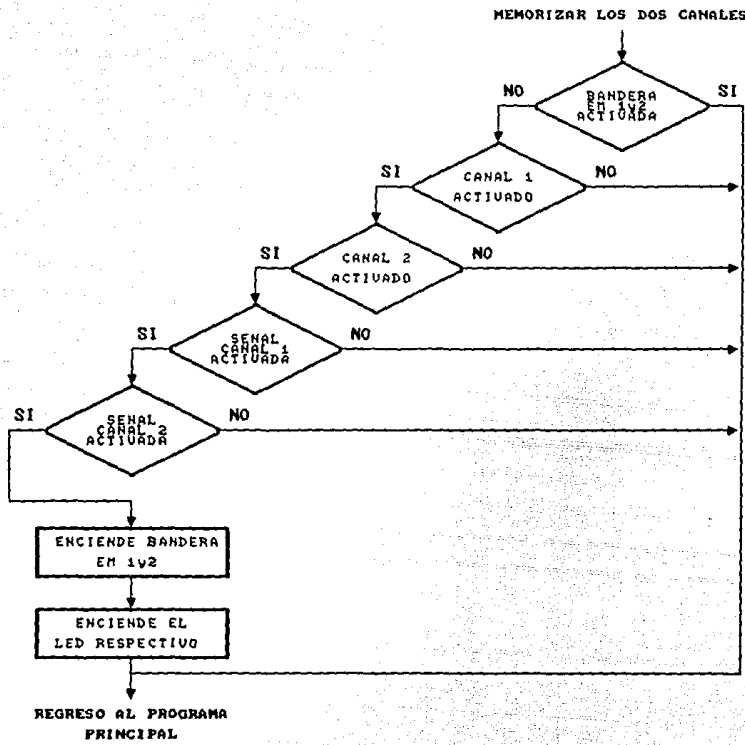 MEMORIZAR LOS DOS CANALES
NO
BANDERA
EM 1y2
ACTIVADA
SI
SI
CANAL 1
ACTIVADO
NO
SI
CANAL 2
ACTIVADO
NO
SI
SENAL
CANAL 1
ACTIVADA
NO
SI
SENAL
CANAL 2
ACTIVADA
NO
ENCIENDE BANDERA
EM 1y2
ENCIENDE EL
LED RESPECTIVO
REGRESO AL PROGRAMA
PRINCIPAL